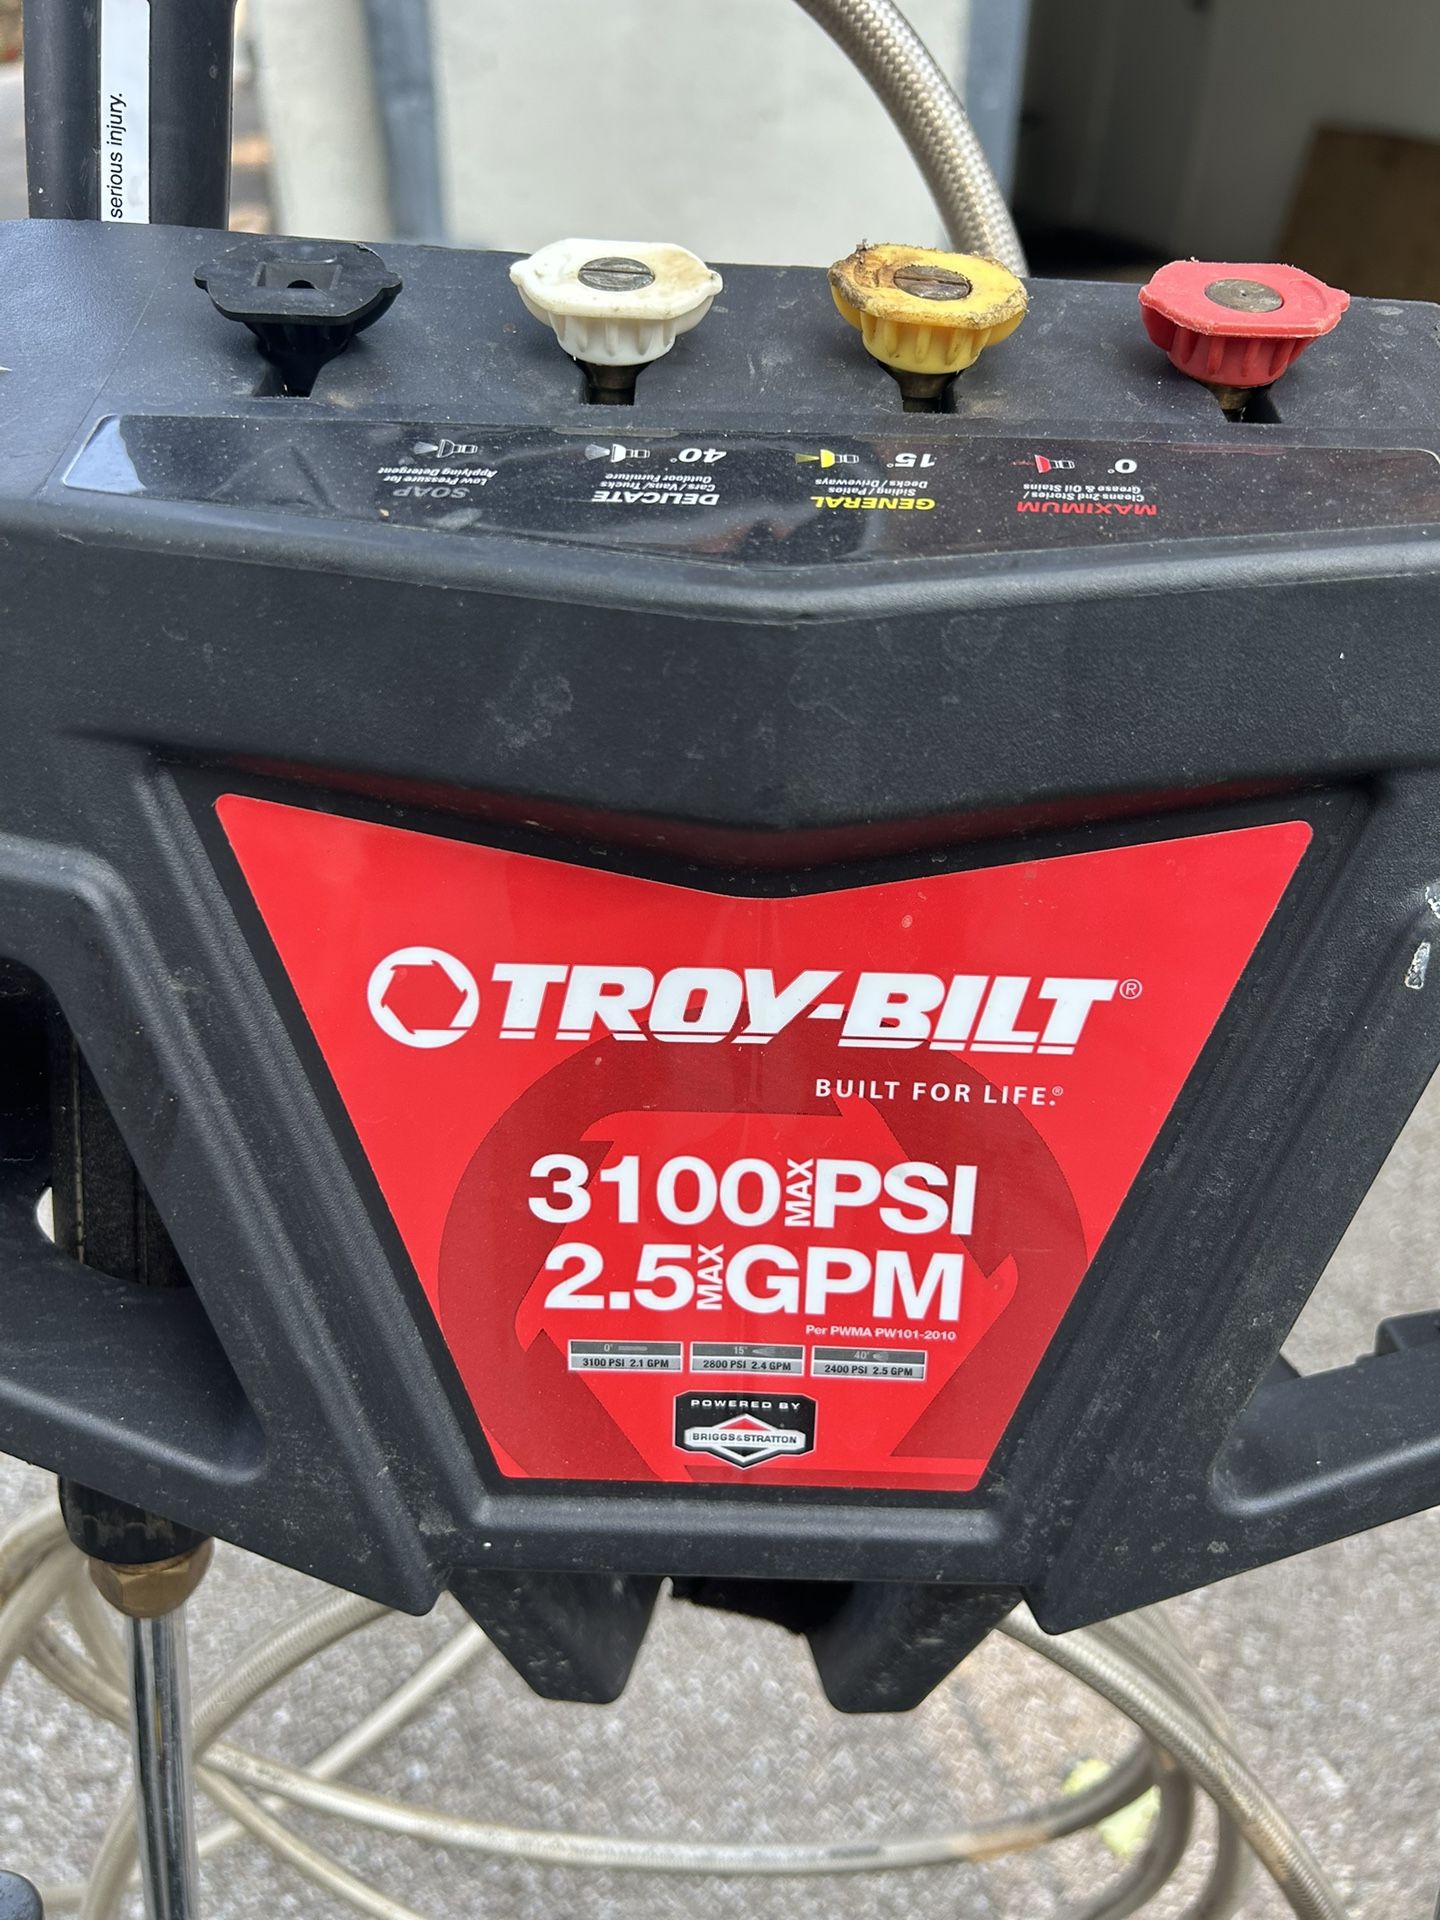 serious injury.
SOAP
Low Pressure for
Applying Detergent
DELICATE
Cars / Vans / Trucks
Outdoor Furniture
40°
GENERAL
Siding / Patios
Decks / Driveways
15°
MAXIMUM
Cleans 2nd Stories /
Grease & Oil Stains
0°
TROY-BILT®
BUILT FOR LIFE.®
3100 MAX PSI
2.5 MAX GPM
Per PWMA PW101-2010
0° 15° 40°
3100 PSI 2.1 GPM 2800 PSI 2.4 GPM 2400 PSI 2.5 GPM
POWERED BY
BRIGGS & STRATTON